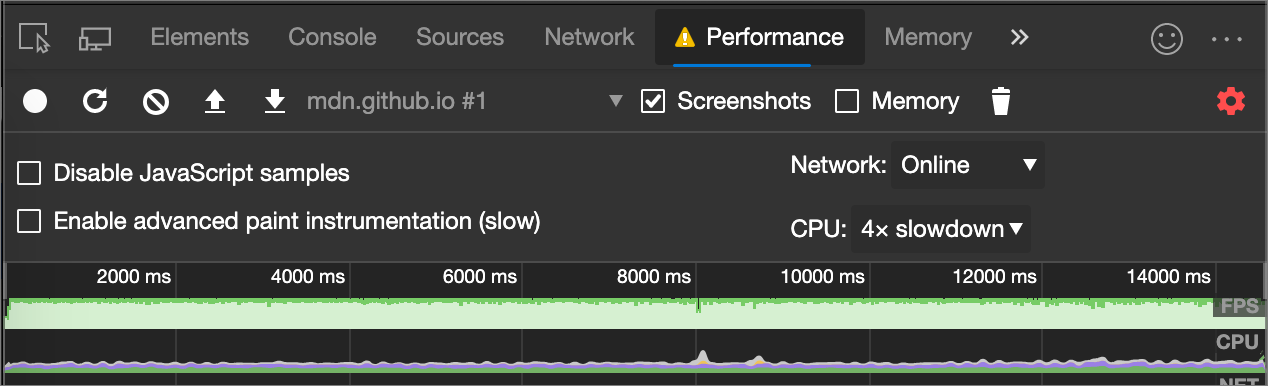 Elements Console Sources Network Performance Memory
mdn.github.io #1 Screenshots Memory
Disable JavaScript samples
Network: Online
Enable advanced paint instrumentation (slow)
CPU: 4× slowdown
2000 ms 4000 ms 6000 ms 8000 ms 10000 ms 12000 ms 14000 ms
FPS
CPU
NET